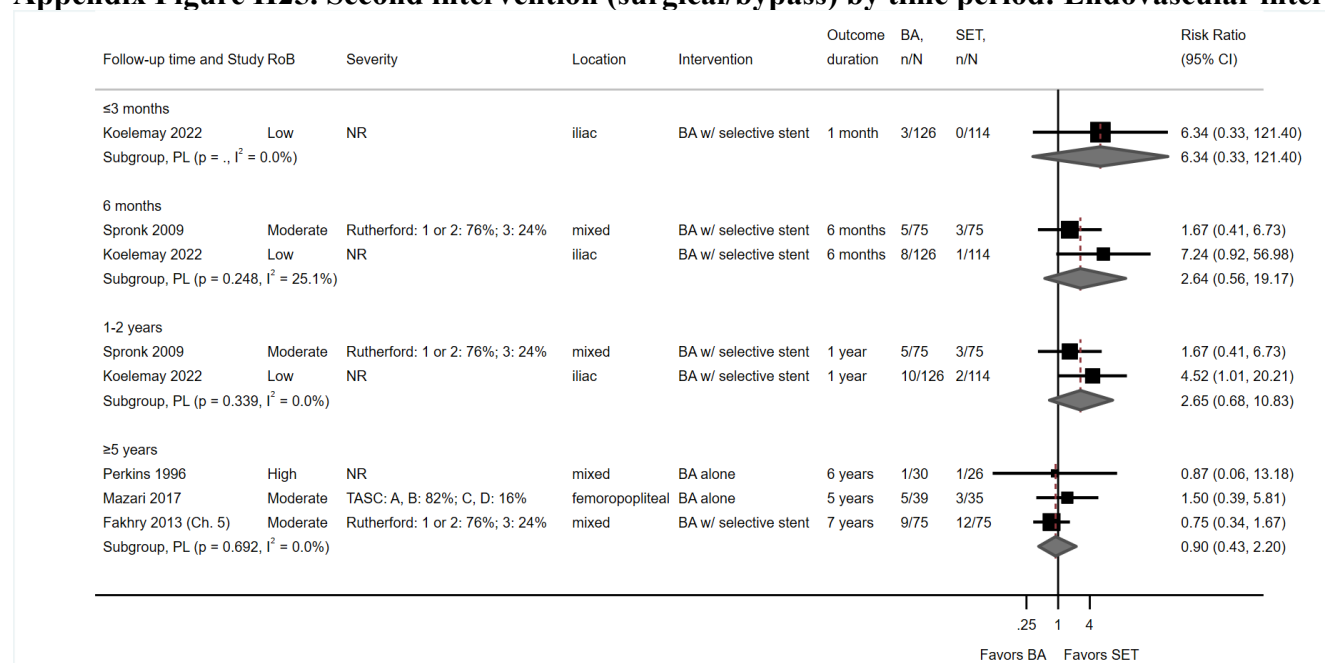 Appendix Figure H23. Second intervention (surgical/bypass) by time period: Endovascular inter
Outcome BA, SET, Risk Ratio
Follow-up time and Study RoB Severity Location Intervention duration n/N n/N (95% CI)
≤3 months
Koelemay 2022 Low NR iliac BA w/ selective stent 1 month 3/126 0/114 6.34 (0.33, 121.40)
Subgroup, PL (p = ., I² = 0.0%) 6.34 (0.33, 121.40)
6 months
Spronk 2009 Moderate Rutherford: 1 or 2: 76%; 3: 24% mixed BA w/ selective stent 6 months 5/75 3/75 1.67 (0.41, 6.73)
Koelemay 2022 Low NR iliac BA w/ selective stent 6 months 8/126 1/114 7.24 (0.92, 56.98)
Subgroup, PL (p = 0.248, I² = 25.1%) 2.64 (0.56, 19.17)
1-2 years
Spronk 2009 Moderate Rutherford: 1 or 2: 76%; 3: 24% mixed BA w/ selective stent 1 year 5/75 3/75 1.67 (0.41, 6.73)
Koelemay 2022 Low NR iliac BA w/ selective stent 1 year 10/126 2/114 4.52 (1.01, 20.21)
Subgroup, PL (p = 0.339, I² = 0.0%) 2.65 (0.68, 10.83)
≥5 years
Perkins 1996 High NR mixed BA alone 6 years 1/30 1/26 0.87 (0.06, 13.18)
Mazari 2017 Moderate TASC: A, B: 82%; C, D: 16% femoropopliteal BA alone 5 years 5/39 3/35 1.50 (0.39, 5.81)
Fakhry 2013 (Ch. 5) Moderate Rutherford: 1 or 2: 76%; 3: 24% mixed BA w/ selective stent 7 years 9/75 12/75 0.75 (0.34, 1.67)
Subgroup, PL (p = 0.692, I² = 0.0%) 0.90 (0.43, 2.20)
.25 1 4
Favors BA Favors SET